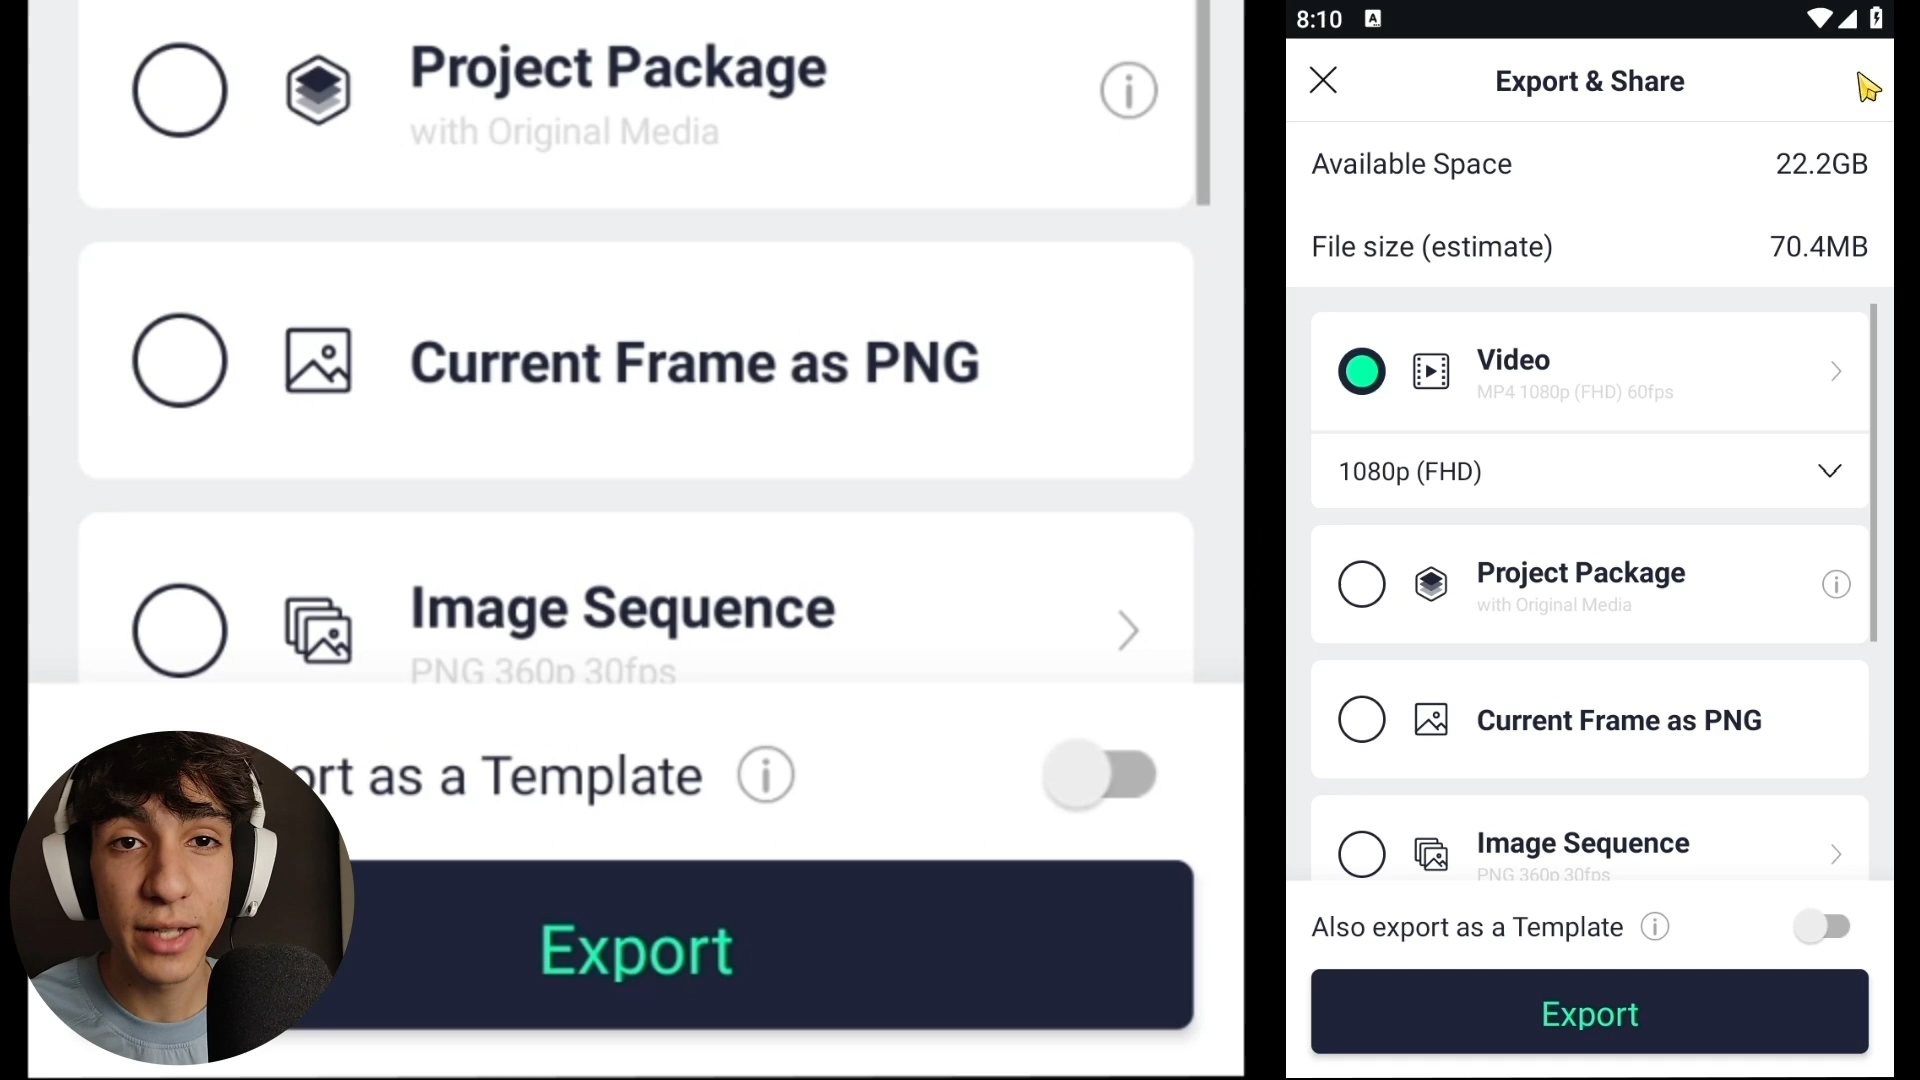 Project Package
with Original Media
Current Frame as PNG
Image Sequence
PNG 360p 30fps
ort as a Template
Export
8:10
A
Export & Share
Available Space 22.2GB
File size (estimate) 70.4MB
Video
MP4 1080p (FHD) 60fps
1080p (FHD)
Project Package
with Original Media
Current Frame as PNG
Image Sequence
PNG 360p 30fps
Also export as a Template
Export